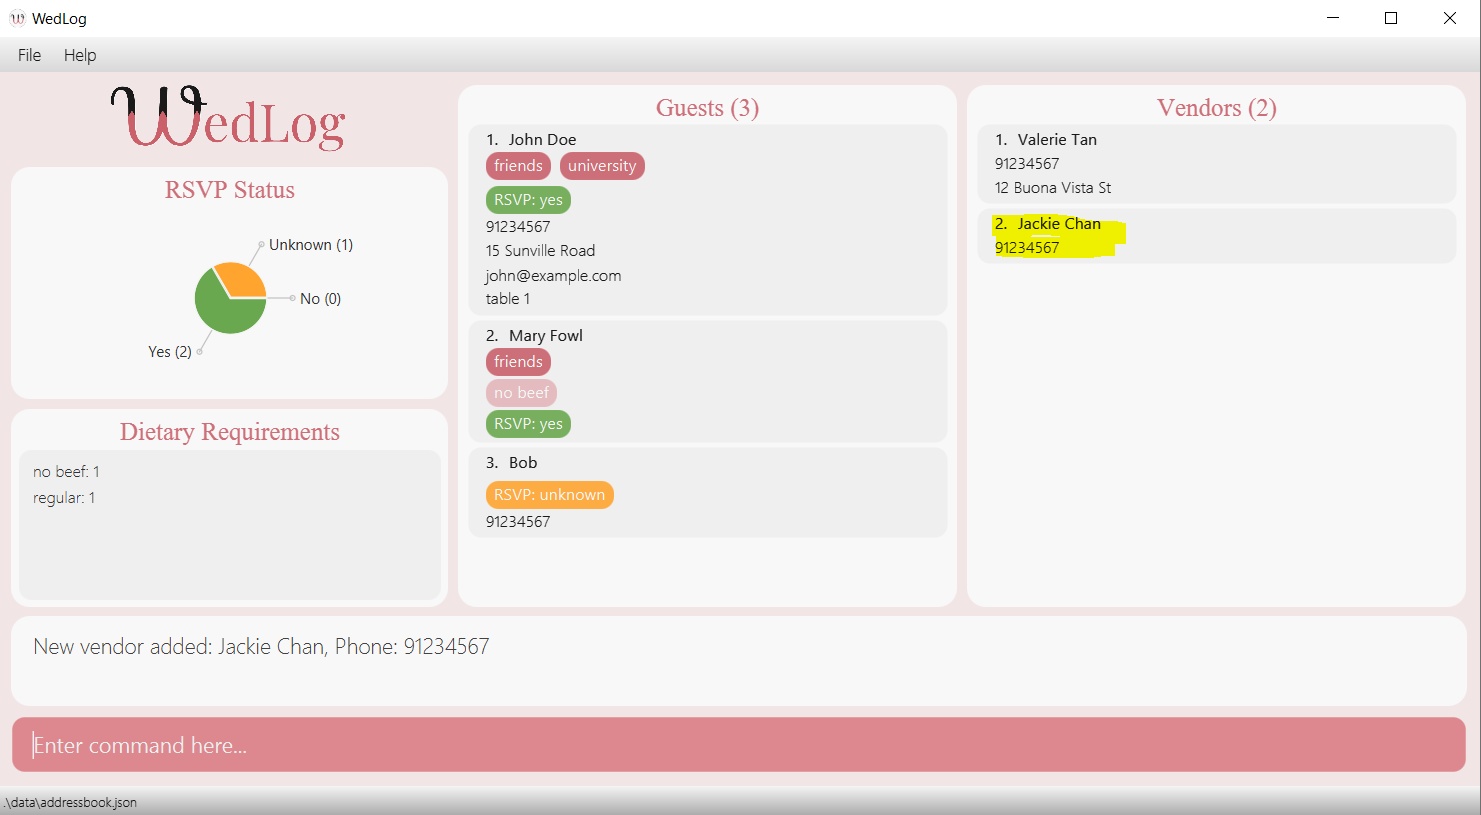 WedLog
File Help
WedLog
RSVP Status
Unknown (1)
No (0)
Yes (2)
Dietary Requirements
no beef: 1
regular: 1
Guests (3)
1. John Doe
friends university
RSVP: yes
91234567
15 Sunville Road
john@example.com
table 1
2. Mary Fowl
friends
no beef
RSVP: yes
3. Bob
RSVP: unknown
91234567
Vendors (2)
1. Valerie Tan
91234567
12 Buona Vista St
2. Jackie Chan
91234567
New vendor added: Jackie Chan, Phone: 91234567
Enter command here...
.\data\addressbook.json